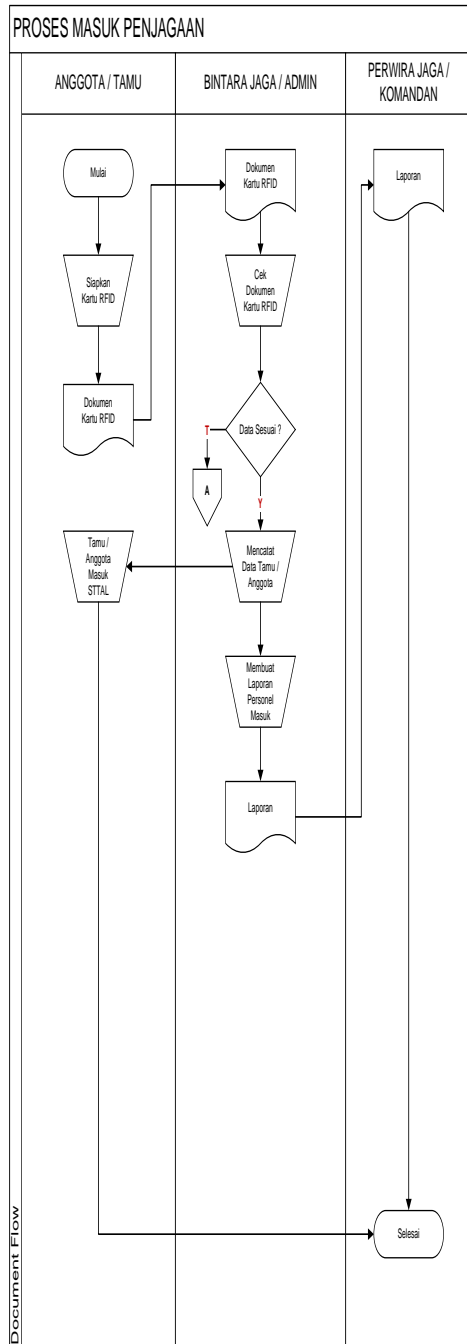 PROSES MASUK PENJAGAAN
ANGGOTA / TAMU
BINTARA JAGA / ADMIN
PERWIRA JAGA /
KOMANDAN
Mulai
Siapkan
Kartu RFID
Dokumen
Kartu RFID
Dokumen
Kartu RFID
Cek
Dokumen
Kartu RFID
Data Sesuai ?
T
A
Y
Mencatat
Data Tamu /
Anggota
Tamu /
Anggota
Masuk
STTAL
Membuat
Laporan
Personel
Masuk
Laporan
Laporan
Selesai
Document Flow